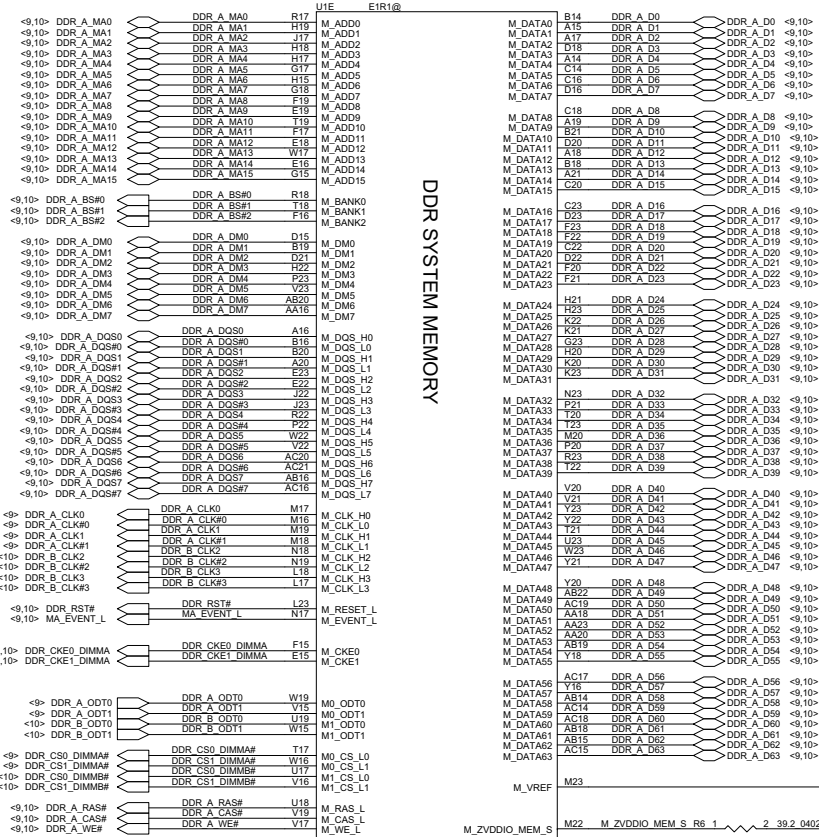 U1E E1R1@
<9,10> DDR_A_MA0 DDR_A_MA0 R17 M_ADD0
<9,10> DDR_A_MA1 DDR_A_MA1 H19 M_ADD1
<9,10> DDR_A_MA2 DDR_A_MA2 J17 M_ADD2
<9,10> DDR_A_MA3 DDR_A_MA3 H18 M_ADD3
<9,10> DDR_A_MA4 DDR_A_MA4 H17 M_ADD4
<9,10> DDR_A_MA5 DDR_A_MA5 G17 M_ADD5
<9,10> DDR_A_MA6 DDR_A_MA6 H15 M_ADD6
<9,10> DDR_A_MA7 DDR_A_MA7 G18 M_ADD7
<9,10> DDR_A_MA8 DDR_A_MA8 F19 M_ADD8
<9,10> DDR_A_MA9 DDR_A_MA9 E19 M_ADD9
<9,10> DDR_A_MA10 DDR_A_MA10 T19 M_ADD10
<9,10> DDR_A_MA11 DDR_A_MA11 F17 M_ADD11
<9,10> DDR_A_MA12 DDR_A_MA12 E18 M_ADD12
<9,10> DDR_A_MA13 DDR_A_MA13 W17 M_ADD13
<9,10> DDR_A_MA14 DDR_A_MA14 E16 M_ADD14
<9,10> DDR_A_MA15 DDR_A_MA15 G15 M_ADD15
<9,10> DDR_A_BS#0 DDR_A_BS#0 R18 M_BANK0
<9,10> DDR_A_BS#1 DDR_A_BS#1 T18 M_BANK1
<9,10> DDR_A_BS#2 DDR_A_BS#2 F16 M_BANK2
<9,10> DDR_A_DM0 DDR_A_DM0 D15 M_DM0
<9,10> DDR_A_DM1 DDR_A_DM1 B19 M_DM1
<9,10> DDR_A_DM2 DDR_A_DM2 D21 M_DM2
<9,10> DDR_A_DM3 DDR_A_DM3 H22 M_DM3
<9,10> DDR_A_DM4 DDR_A_DM4 P23 M_DM4
<9,10> DDR_A_DM5 DDR_A_DM5 V23 M_DM5
<9,10> DDR_A_DM6 DDR_A_DM6 AB20 M_DM6
<9,10> DDR_A_DM7 DDR_A_DM7 AA16 M_DM7
<9,10> DDR_A_DQS0 DDR_A_DQS0 A16 M_DQS_H0
<9,10> DDR_A_DQS#0 DDR_A_DQS#0 B16 M_DQS_L0
<9,10> DDR_A_DQS1 DDR_A_DQS1 B20 M_DQS_H1
<9,10> DDR_A_DQS#1 DDR_A_DQS#1 A20 M_DQS_L1
<9,10> DDR_A_DQS2 DDR_A_DQS2 E23 M_DQS_H2
<9,10> DDR_A_DQS#2 DDR_A_DQS#2 E22 M_DQS_L2
<9,10> DDR_A_DQS3 DDR_A_DQS3 J22 M_DQS_H3
<9,10> DDR_A_DQS#3 DDR_A_DQS#3 J23 M_DQS_L3
<9,10> DDR_A_DQS4 DDR_A_DQS4 R22 M_DQS_H4
<9,10> DDR_A_DQS#4 DDR_A_DQS#4 P22 M_DQS_L4
<9,10> DDR_A_DQS5 DDR_A_DQS5 W22 M_DQS_H5
<9,10> DDR_A_DQS#5 DDR_A_DQS#5 V22 M_DQS_L5
<9,10> DDR_A_DQS6 DDR_A_DQS6 AC20 M_DQS_H6
<9,10> DDR_A_DQS#6 DDR_A_DQS#6 AC21 M_DQS_L6
<9,10> DDR_A_DQS7 DDR_A_DQS7 AB16 M_DQS_H7
<9,10> DDR_A_DQS#7 DDR_A_DQS#7 AC16 M_DQS_L7
<9> DDR_A_CLK0 DDR_A_CLK0 M17 M_CLK_H0
<9> DDR_A_CLK#0 DDR_A_CLK#0 M16 M_CLK_L0
<9> DDR_A_CLK1 DDR_A_CLK1 M19 M_CLK_H1
<9> DDR_A_CLK#1 DDR_A_CLK#1 M18 M_CLK_L1
<10> DDR_B_CLK2 DDR_B_CLK2 N18 M_CLK_H2
<10> DDR_B_CLK#2 DDR_B_CLK#2 N19 M_CLK_L2
<10> DDR_B_CLK3 DDR_B_CLK3 L18 M_CLK_H3
<10> DDR_B_CLK#3 DDR_B_CLK#3 L17 M_CLK_L3
<9,10> DDR_RST# DDR_RST# L23 M_RESET_L
<9,10> MA_EVENT_L MA_EVENT_L N17 M_EVENT_L
,10> DDR_CKE0_DIMMA DDR_CKE0_DIMMA F15 M_CKE0
,10> DDR_CKE1_DIMMA DDR_CKE1_DIMMA E15 M_CKE1
<9> DDR_A_ODT0 DDR_A_ODT0 W19 M0_ODT0
<9> DDR_A_ODT1 DDR_A_ODT1 V15 M0_ODT1
<10> DDR_B_ODT0 DDR_B_ODT0 U19 M1_ODT0
<10> DDR_B_ODT1 DDR_B_ODT1 W15 M1_ODT1
<9> DDR_CS0_DIMMA# DDR_CS0_DIMMA# T17 M0_CS_L0
<9> DDR_CS1_DIMMA# DDR_CS1_DIMMA# W16 M0_CS_L1
<10> DDR_CS0_DIMMB# DDR_CS0_DIMMB# U17 M1_CS_L0
<10> DDR_CS1_DIMMB# DDR_CS1_DIMMB# V16 M1_CS_L1
<9,10> DDR_A_RAS# DDR_A_RAS# U18 M_RAS_L
<9,10> DDR_A_CAS# DDR_A_CAS# V19 M_CAS_L
<9,10> DDR_A_WE# DDR_A_WE# V17 M_WE_L
DDR SYSTEM MEMORY
M_DATA0 B14 DDR_A_D0 DDR_A_D0 <9,10>
M_DATA1 A15 DDR_A_D1 DDR_A_D1 <9,10>
M_DATA2 A17 DDR_A_D2 DDR_A_D2 <9,10>
M_DATA3 D18 DDR_A_D3 DDR_A_D3 <9,10>
M_DATA4 A14 DDR_A_D4 DDR_A_D4 <9,10>
M_DATA5 C14 DDR_A_D5 DDR_A_D5 <9,10>
M_DATA6 C16 DDR_A_D6 DDR_A_D6 <9,10>
M_DATA7 D16 DDR_A_D7 DDR_A_D7 <9,10>
M_DATA8 C18 DDR_A_D8 DDR_A_D8 <9,10>
M_DATA9 A19 DDR_A_D9 DDR_A_D9 <9,10>
M_DATA10 B21 DDR_A_D10 DDR_A_D10 <9,10>
M_DATA11 D20 DDR_A_D11 DDR_A_D11 <9,10>
M_DATA12 A18 DDR_A_D12 DDR_A_D12 <9,10>
M_DATA13 B18 DDR_A_D13 DDR_A_D13 <9,10>
M_DATA14 A21 DDR_A_D14 DDR_A_D14 <9,10>
M_DATA15 C20 DDR_A_D15 DDR_A_D15 <9,10>
M_DATA16 C23 DDR_A_D16 DDR_A_D16 <9,10>
M_DATA17 D23 DDR_A_D17 DDR_A_D17 <9,10>
M_DATA18 F23 DDR_A_D18 DDR_A_D18 <9,10>
M_DATA19 F22 DDR_A_D19 DDR_A_D19 <9,10>
M_DATA20 C22 DDR_A_D20 DDR_A_D20 <9,10>
M_DATA21 D22 DDR_A_D21 DDR_A_D21 <9,10>
M_DATA22 F20 DDR_A_D22 DDR_A_D22 <9,10>
M_DATA23 F21 DDR_A_D23 DDR_A_D23 <9,10>
M_DATA24 H21 DDR_A_D24 DDR_A_D24 <9,10>
M_DATA25 H23 DDR_A_D25 DDR_A_D25 <9,10>
M_DATA26 K22 DDR_A_D26 DDR_A_D26 <9,10>
M_DATA27 K21 DDR_A_D27 DDR_A_D27 <9,10>
M_DATA28 G23 DDR_A_D28 DDR_A_D28 <9,10>
M_DATA29 H20 DDR_A_D29 DDR_A_D29 <9,10>
M_DATA30 K20 DDR_A_D30 DDR_A_D30 <9,10>
M_DATA31 K23 DDR_A_D31 DDR_A_D31 <9,10>
M_DATA32 N23 DDR_A_D32 DDR_A_D32 <9,10>
M_DATA33 P21 DDR_A_D33 DDR_A_D33 <9,10>
M_DATA34 T20 DDR_A_D34 DDR_A_D34 <9,10>
M_DATA35 T23 DDR_A_D35 DDR_A_D35 <9,10>
M_DATA36 M20 DDR_A_D36 DDR_A_D36 <9,10>
M_DATA37 P20 DDR_A_D37 DDR_A_D37 <9,10>
M_DATA38 R23 DDR_A_D38 DDR_A_D38 <9,10>
M_DATA39 T22 DDR_A_D39 DDR_A_D39 <9,10>
M_DATA40 V20 DDR_A_D40 DDR_A_D40 <9,10>
M_DATA41 V21 DDR_A_D41 DDR_A_D41 <9,10>
M_DATA42 Y23 DDR_A_D42 DDR_A_D42 <9,10>
M_DATA43 Y22 DDR_A_D43 DDR_A_D43 <9,10>
M_DATA44 T21 DDR_A_D44 DDR_A_D44 <9,10>
M_DATA45 U23 DDR_A_D45 DDR_A_D45 <9,10>
M_DATA46 W23 DDR_A_D46 DDR_A_D46 <9,10>
M_DATA47 Y21 DDR_A_D47 DDR_A_D47 <9,10>
M_DATA48 Y20 DDR_A_D48 DDR_A_D48 <9,10>
M_DATA49 AB22 DDR_A_D49 DDR_A_D49 <9,10>
M_DATA50 AC19 DDR_A_D50 DDR_A_D50 <9,10>
M_DATA51 AA18 DDR_A_D51 DDR_A_D51 <9,10>
M_DATA52 AA23 DDR_A_D52 DDR_A_D52 <9,10>
M_DATA53 AA20 DDR_A_D53 DDR_A_D53 <9,10>
M_DATA54 AB19 DDR_A_D54 DDR_A_D54 <9,10>
M_DATA55 Y18 DDR_A_D55 DDR_A_D55 <9,10>
M_DATA56 AC17 DDR_A_D56 DDR_A_D56 <9,10>
M_DATA57 Y16 DDR_A_D57 DDR_A_D57 <9,10>
M_DATA58 AB14 DDR_A_D58 DDR_A_D58 <9,10>
M_DATA59 AC14 DDR_A_D59 DDR_A_D59 <9,10>
M_DATA60 AC18 DDR_A_D60 DDR_A_D60 <9,10>
M_DATA61 AB18 DDR_A_D61 DDR_A_D61 <9,10>
M_DATA62 AB15 DDR_A_D62 DDR_A_D62 <9,10>
M_DATA63 AC15 DDR_A_D63 DDR_A_D63 <9,10>
M_VREF M23
M_ZVDDIO_MEM_S M22 M_ZVDDIO_MEM_S R6 1 2 39.2_0402